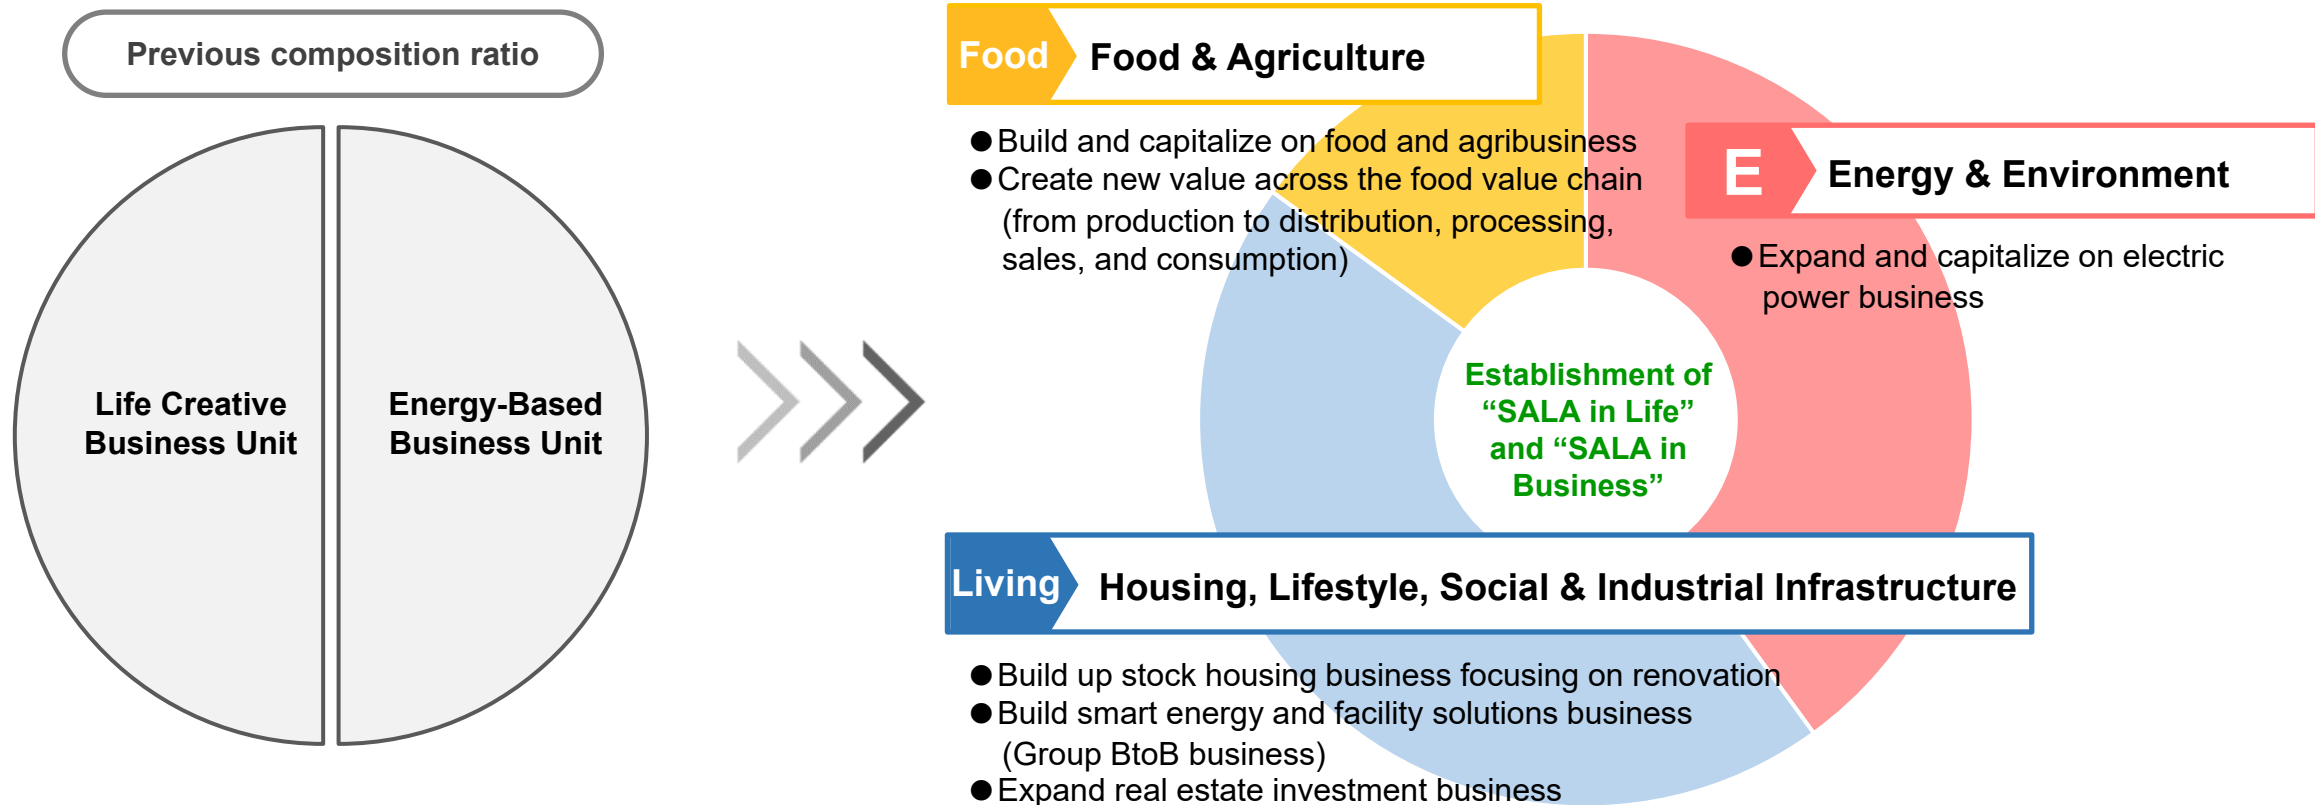 Previous composition ratio
Life Creative
Business Unit
Energy-Based
Business Unit
Food
Food & Agriculture
●Build and capitalize on food and agribusiness
●Create new value across the food value chain
(from production to distribution, processing,
sales, and consumption)
E
Energy & Environment
●Expand and capitalize on electric
power business
Establishment of
“SALA in Life”
and “SALA in
Business”
Living
Housing, Lifestyle, Social & Industrial Infrastructure
●Build up stock housing business focusing on renovation
●Build smart energy and facility solutions business
(Group BtoB business)
●Expand real estate investment business